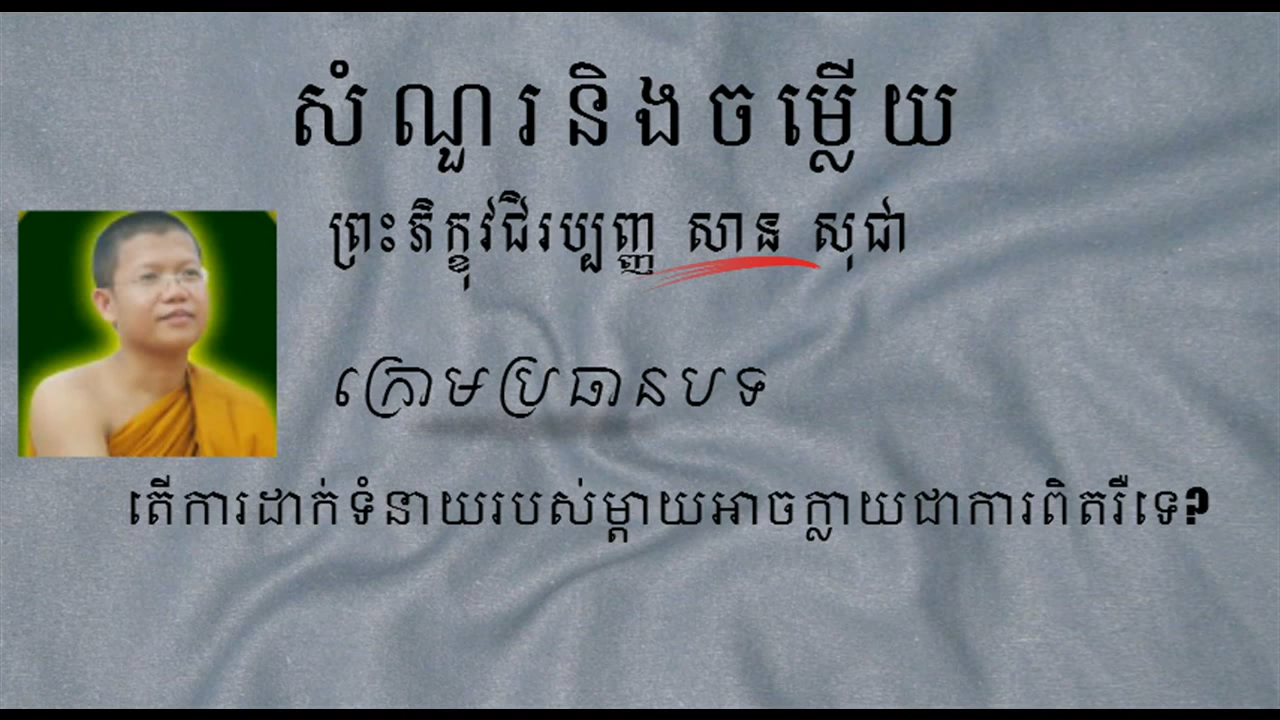 សំណួរនិងចម្លើយ
ព្រះភិក្ខុវជិរប្បញ្ញ សាន សុជា
ក្រោមប្រធានបទ
តើការដាក់ទំនាយរបស់ម្តាយអាចក្លាយជាការពិតរឺទេ?